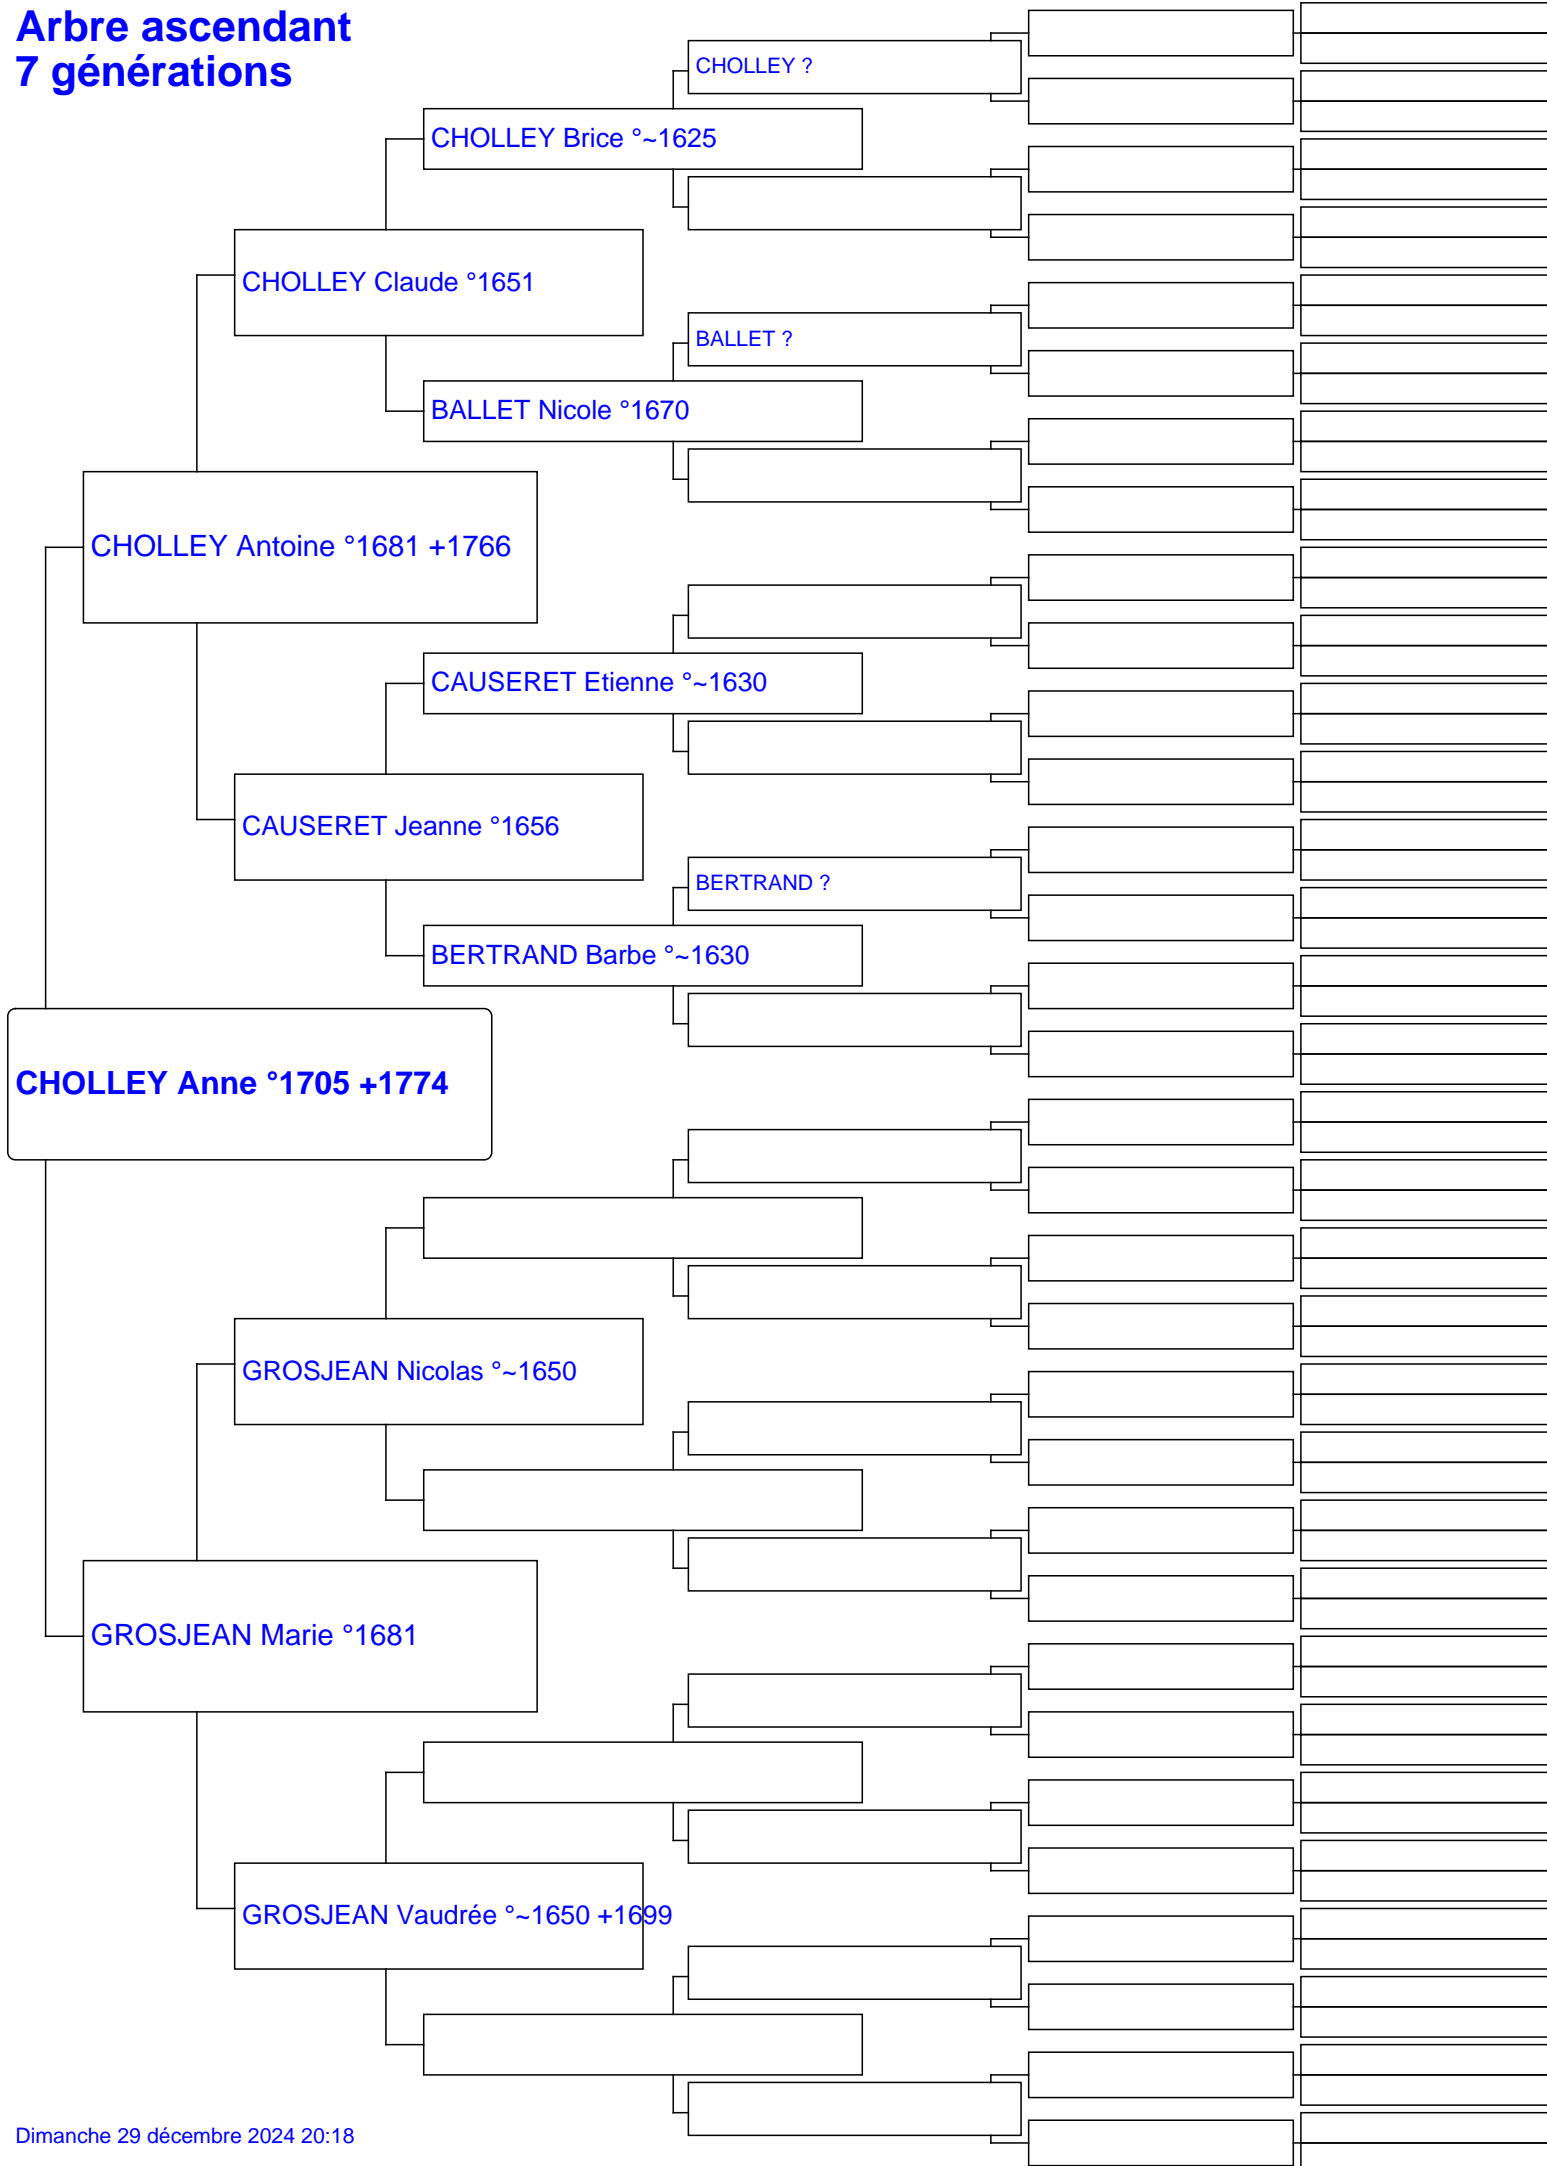 Arbre ascendant
7 générations
CHOLLEY ?
CHOLLEY Brice °~1625
CHOLLEY Claude °1651
BALLET ?
BALLET Nicole °1670
CHOLLEY Antoine °1681 +1766
CAUSERET Etienne °~1630
CAUSERET Jeanne °1656
BERTRAND ?
BERTRAND Barbe °~1630
CHOLLEY Anne °1705 +1774
GROSJEAN Nicolas °~1650
GROSJEAN Marie °1681
GROSJEAN Vaudrée °~1650 +1699
Dimanche 29 décembre 2024 20:18